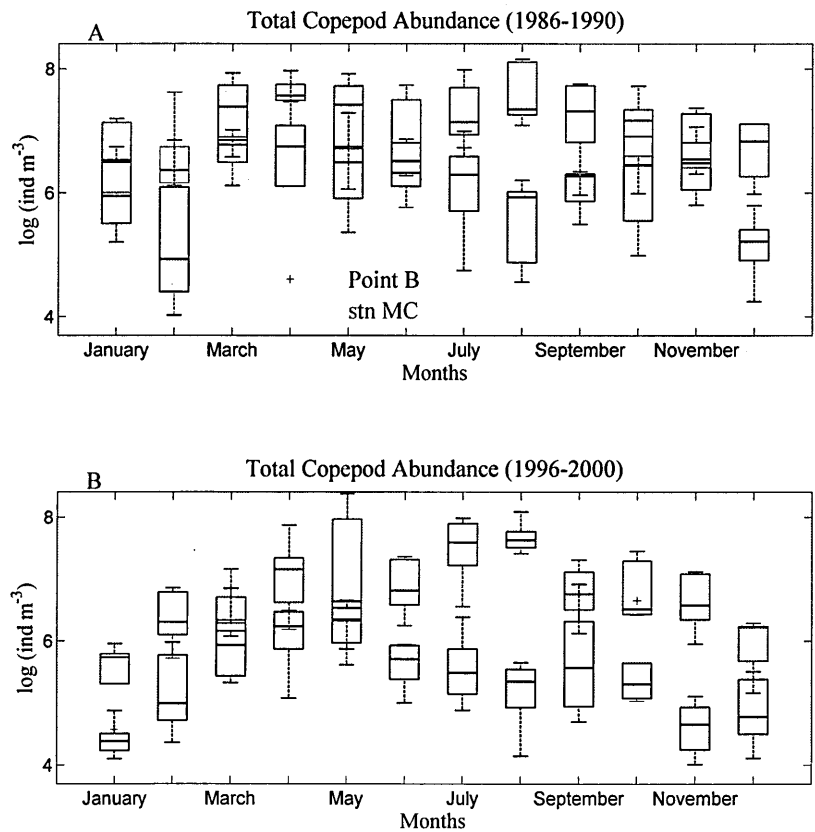 A
Total Copepod Abundance (1986-1990)
log (ind m-3)
8
6
4
+ Point B
stn MC
January March May July September November
Months
B
Total Copepod Abundance (1996-2000)
log (ind m-3)
8
6
4
January March May July September November
Months